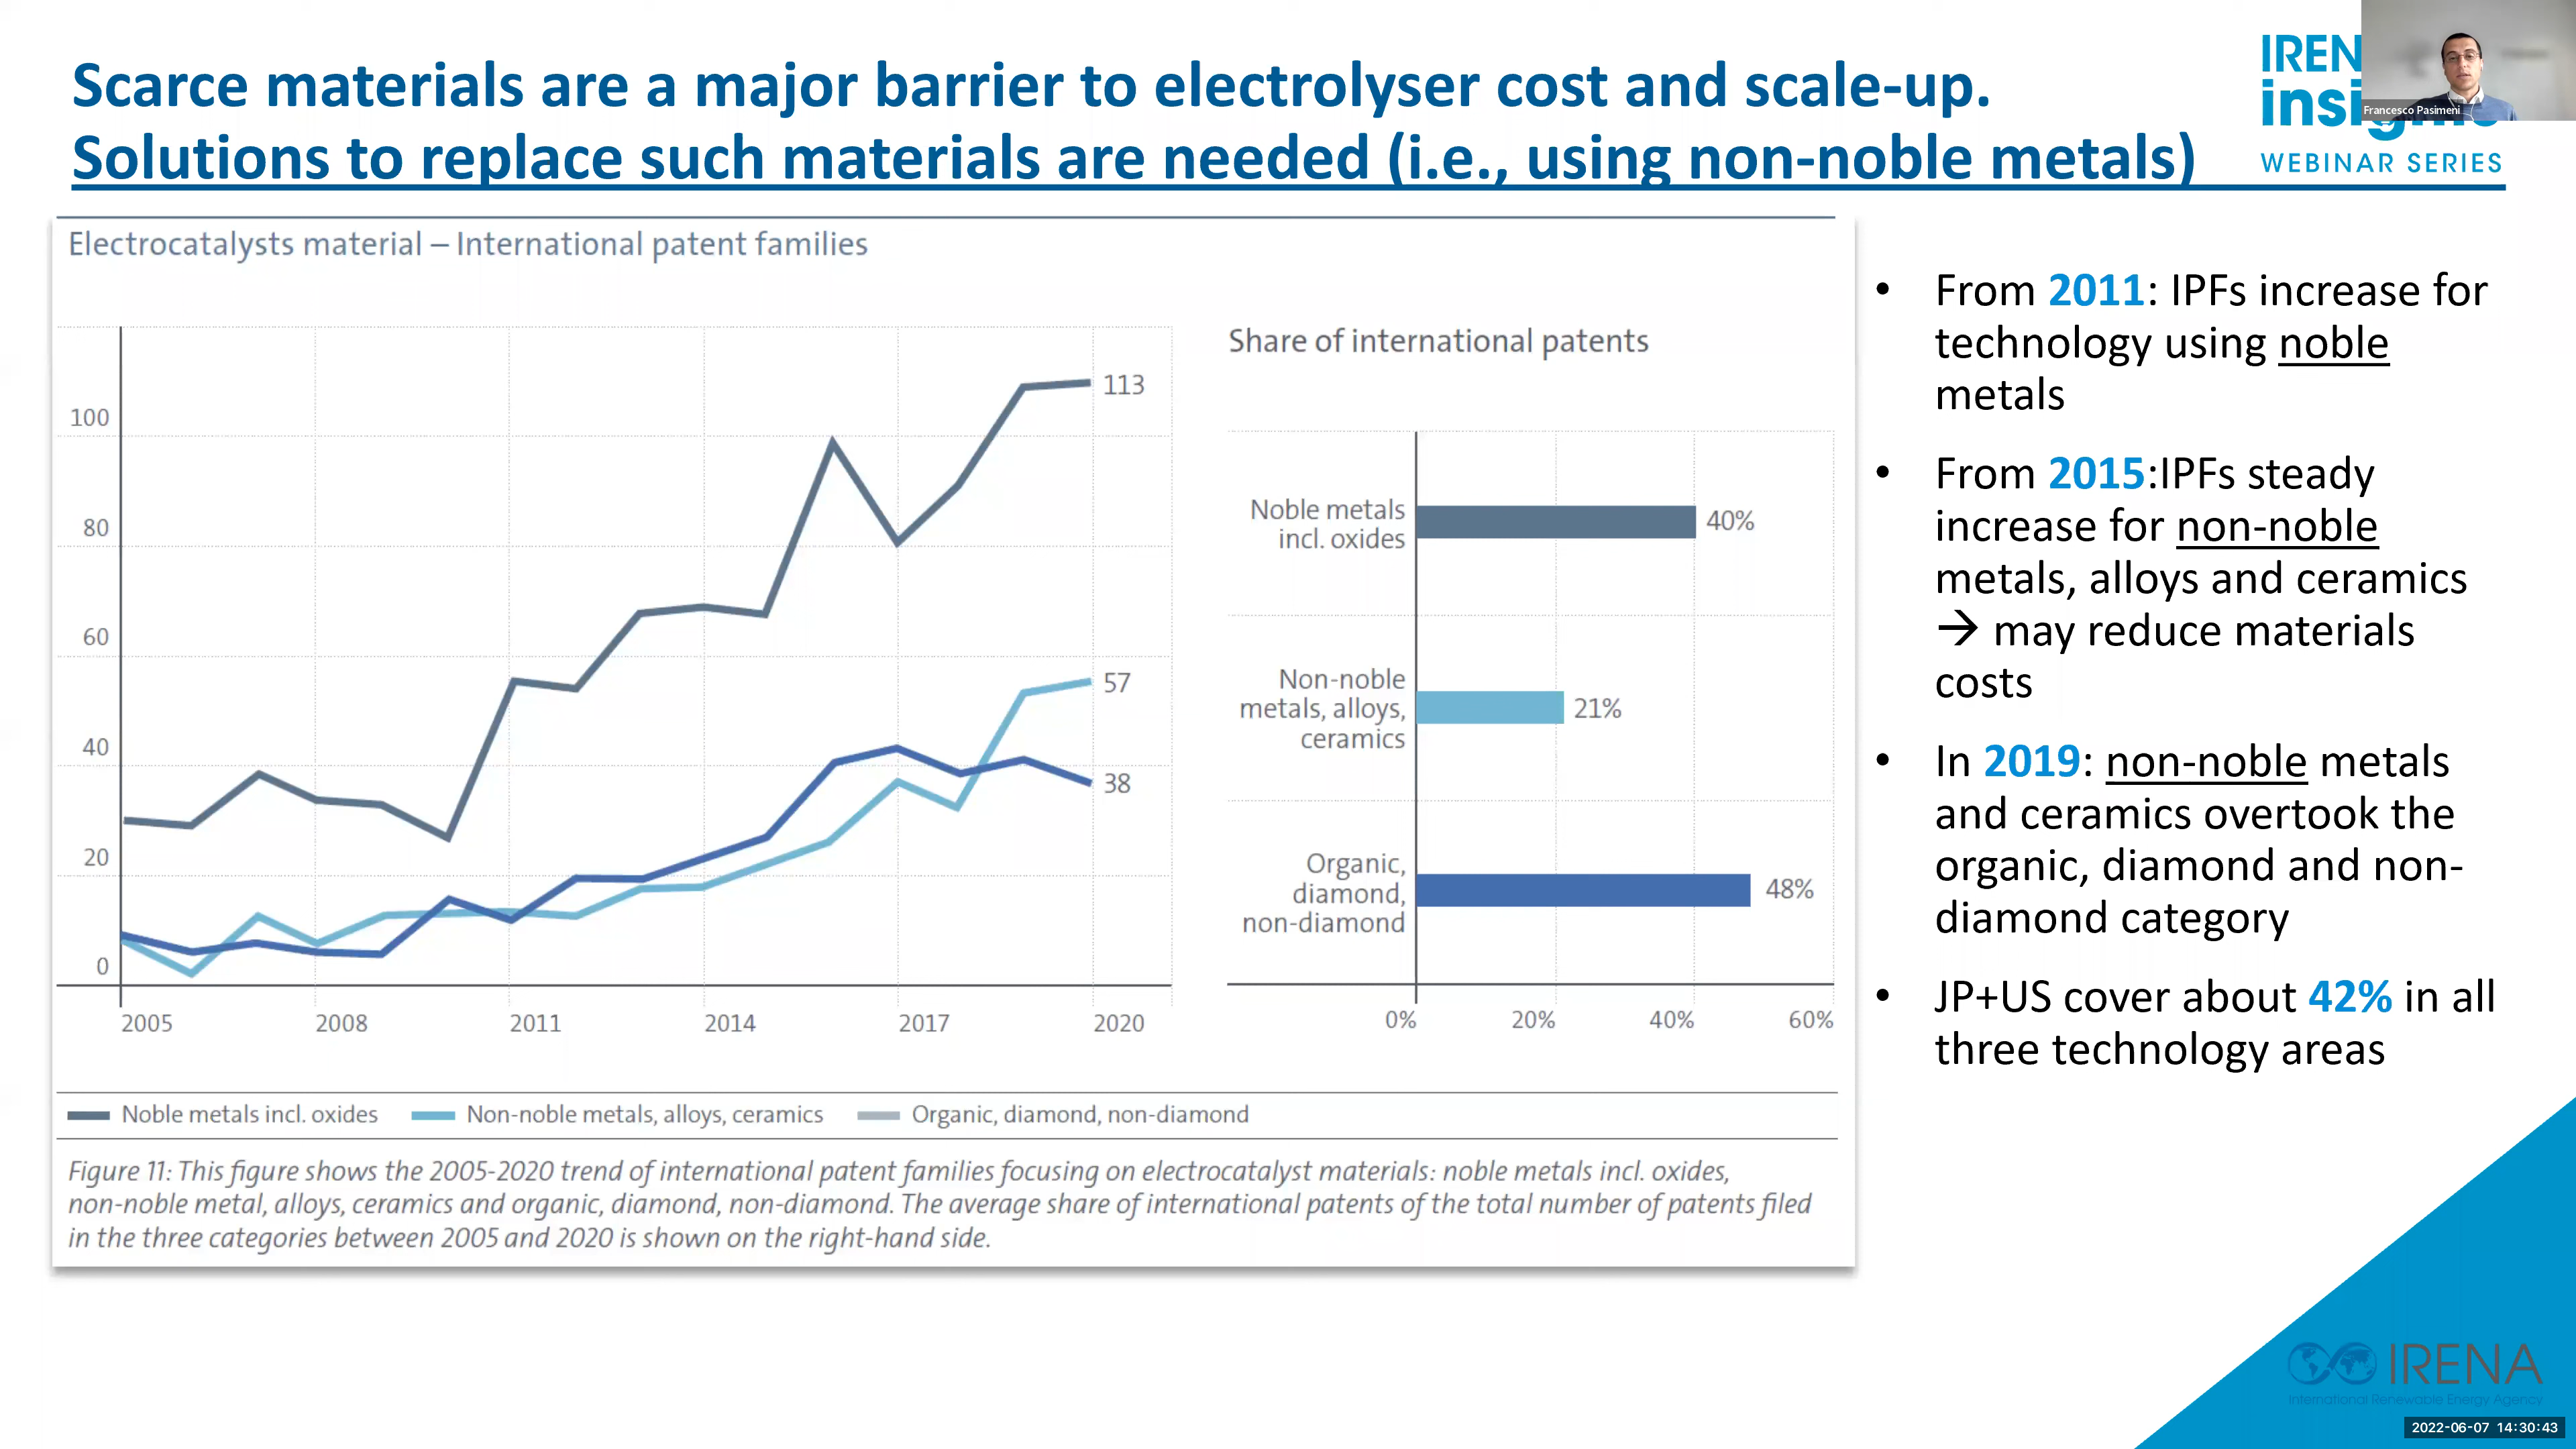 Scarce materials are a major barrier to electrolyser cost and scale-up.
Solutions to replace such materials are needed (i.e., using non-noble metals)
IREN
insights
WEBINAR SERIES
Francesco Pasimeni
Electrocatalysts material – International patent families
100
80
60
40
20
0
113
57
38
2005 2008 2011 2014 2017 2020
Share of international patents
Noble metals
incl. oxides
40%
Non-noble
metals, alloys,
ceramics
21%
Organic,
diamond,
non-diamond
48%
0% 20% 40% 60%
Noble metals incl. oxides Non-noble metals, alloys, ceramics Organic, diamond, non-diamond
Figure 11: This figure shows the 2005-2020 trend of international patent families focusing on electrocatalyst materials: noble metals incl. oxides,
non-noble metal, alloys, ceramics and organic, diamond, non-diamond. The average share of international patents of the total number of patents filed
in the three categories between 2005 and 2020 is shown on the right-hand side.
• From 2011: IPFs increase for
technology using noble
metals
• From 2015:IPFs steady
increase for non-noble
metals, alloys and ceramics
→ may reduce materials
costs
• In 2019: non-noble metals
and ceramics overtook the
organic, diamond and non-
diamond category
• JP+US cover about 42% in all
three technology areas
IRENA
International Renewable Energy Agency
2022-06-07 14:30:43